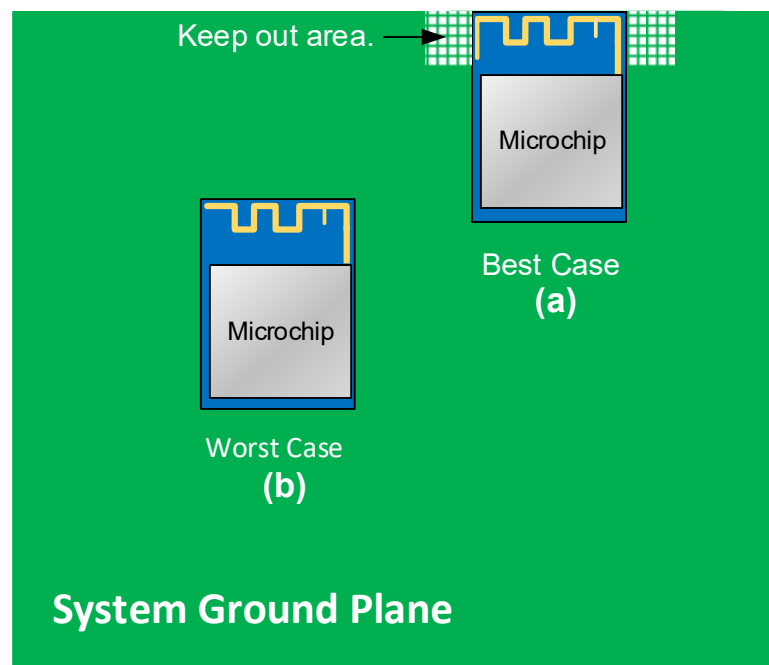 Keep out area.
Microchip
Best Case
(a)
Microchip
Worst Case
(b)
System Ground Plane